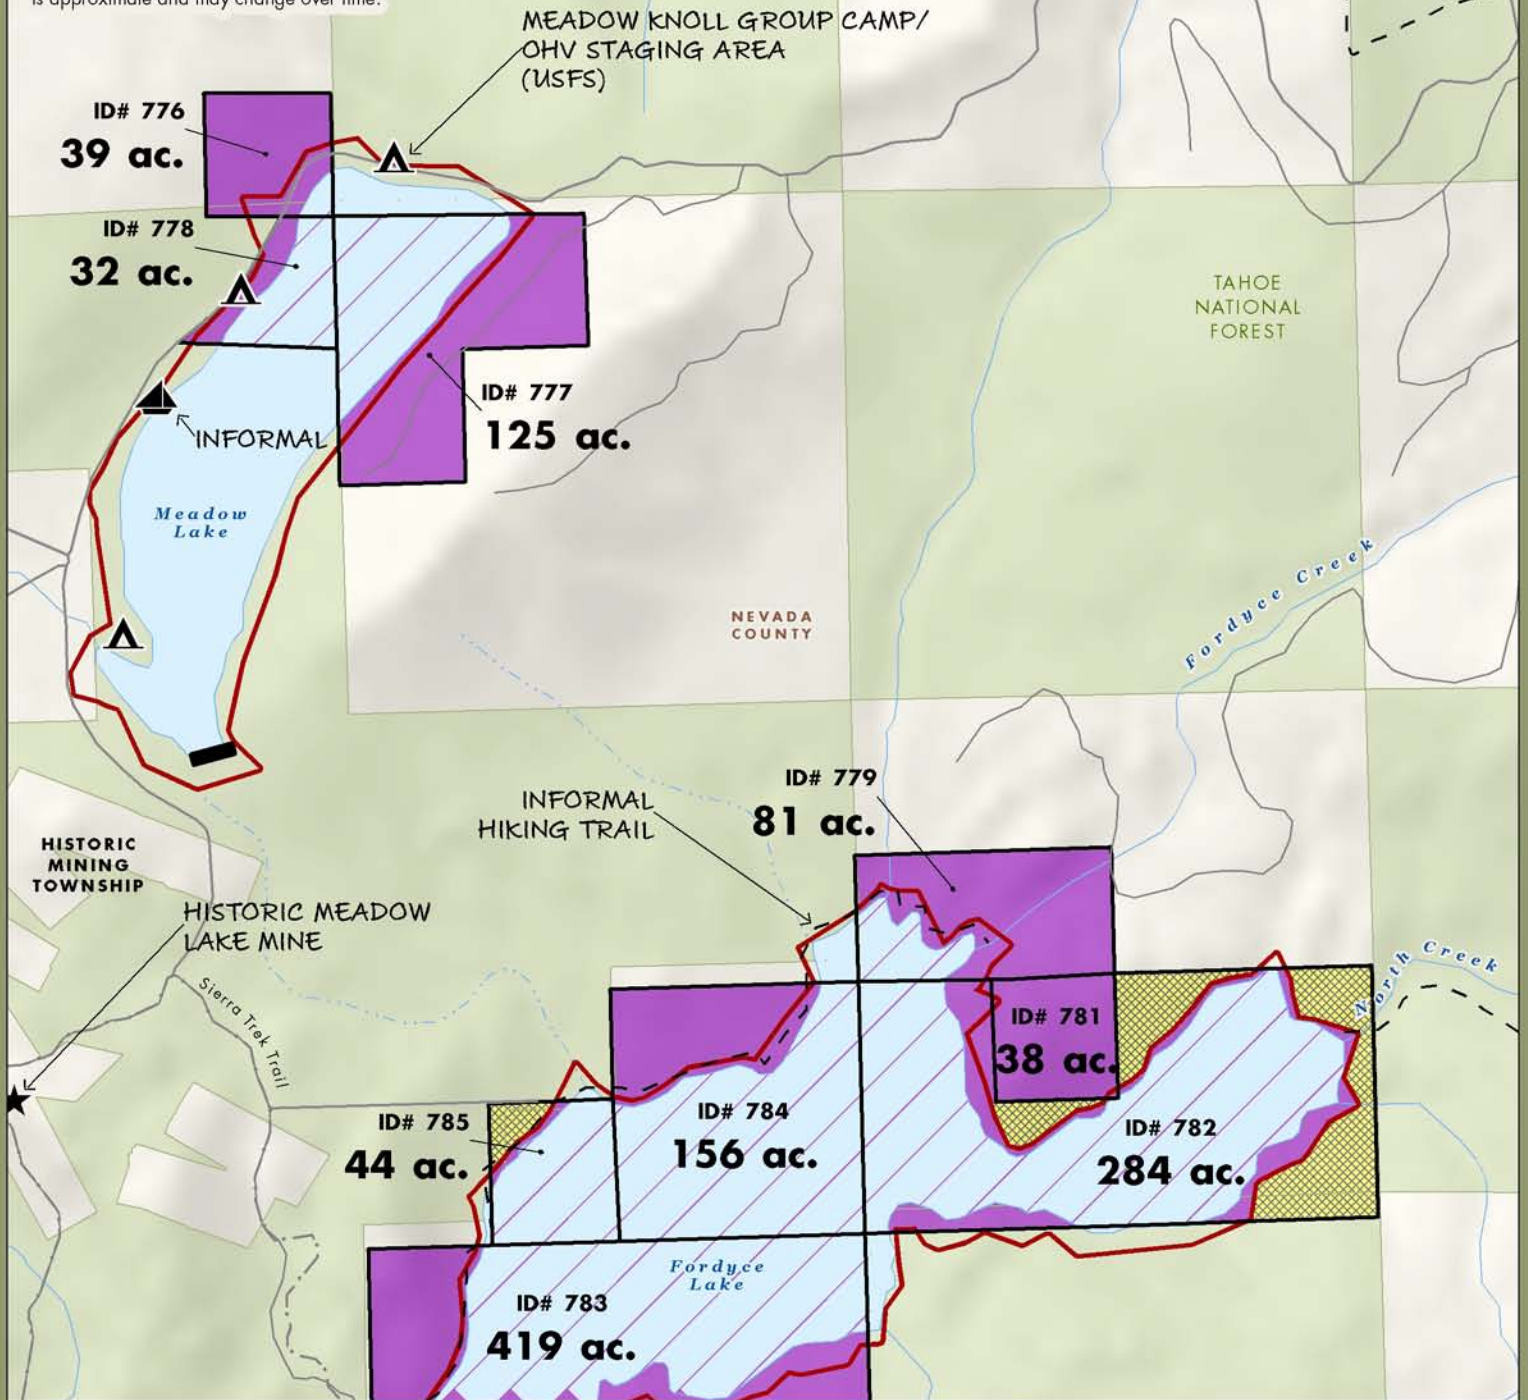 is approximate and may change over time.
MEADOW KNOLL GROUP CAMP/
OHV STAGING AREA
(USFS)
ID# 776
39 ac.
ID# 778
32 ac.
TAHOE
NATIONAL
FOREST
ID# 777
125 ac.
INFORMAL
Meadow
Lake
Fordyce Creek
NEVADA
COUNTY
ID# 779
81 ac.
INFORMAL
HIKING TRAIL
HISTORIC
MINING
TOWNSHIP
HISTORIC MEADOW
LAKE MINE
North Creek
Sierra Trek Trail
ID# 781
38 ac.
ID# 785
44 ac.
ID# 784
156 ac.
ID# 782
284 ac.
Fordyce
Lake
ID# 783
419 ac.